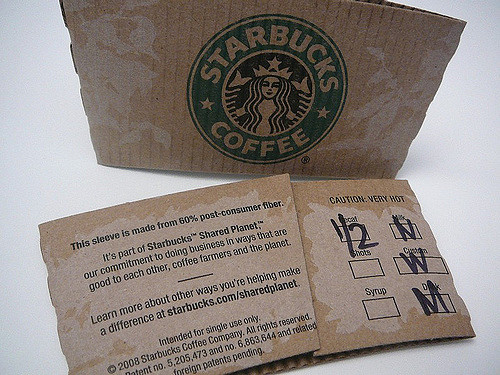 STARBUCKS
COFFEE
®
This sleeve is made from 60% post-consumer fiber.
It's part of Starbucks™ Shared Planet,™
our commitment to doing business in ways that are
good to each other, coffee farmers and the planet.
Learn more about other ways you're helping make
a difference at starbucks.com/sharedplanet.
Intended for single use only.
© 2008 Starbucks Coffee Company. All rights reserved.
Patent no. 5,205,473 and no. 6,863,644 and related
foreign patents pending.
CAUTION: VERY HOT
1/2
Shots
Custom
W
Syrup
M